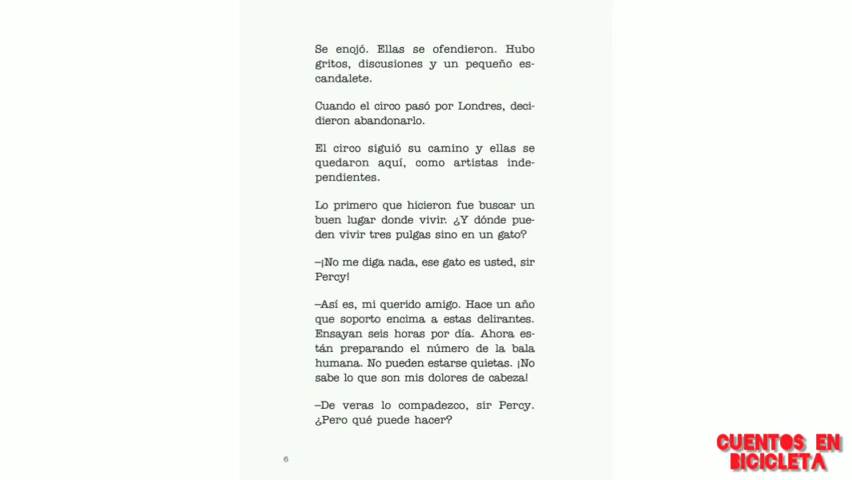 Se enojó. Ellas se ofendieron. Hubo
gritos, discusiones y un pequeño es-
candalete.
Cuando el circo pasó por Londres, deci-
dieron abandonarlo.
El circo siguió su camino y ellas se
quedaron aquí, como artistas inde-
pendientes.
Lo primero que hicieron fue buscar un
buen lugar donde vivir. ¿Y dónde pue-
den vivir tres pulgas sino en un gato?
—¡No me diga nada, ese gato es usted, sir
Percy!
—Así es, mi querido amigo. Hace un año
que soporto encima a estas delirantes.
Ensayan seis horas por día. Ahora es-
tán preparando el número de la bala
humana. No pueden estarse quietas. ¡No
sabe lo que son mis dolores de cabeza!
—De veras lo compadezco, sir Percy.
¿Pero qué puede hacer?
6
CUENTOS EN
BICICLETA